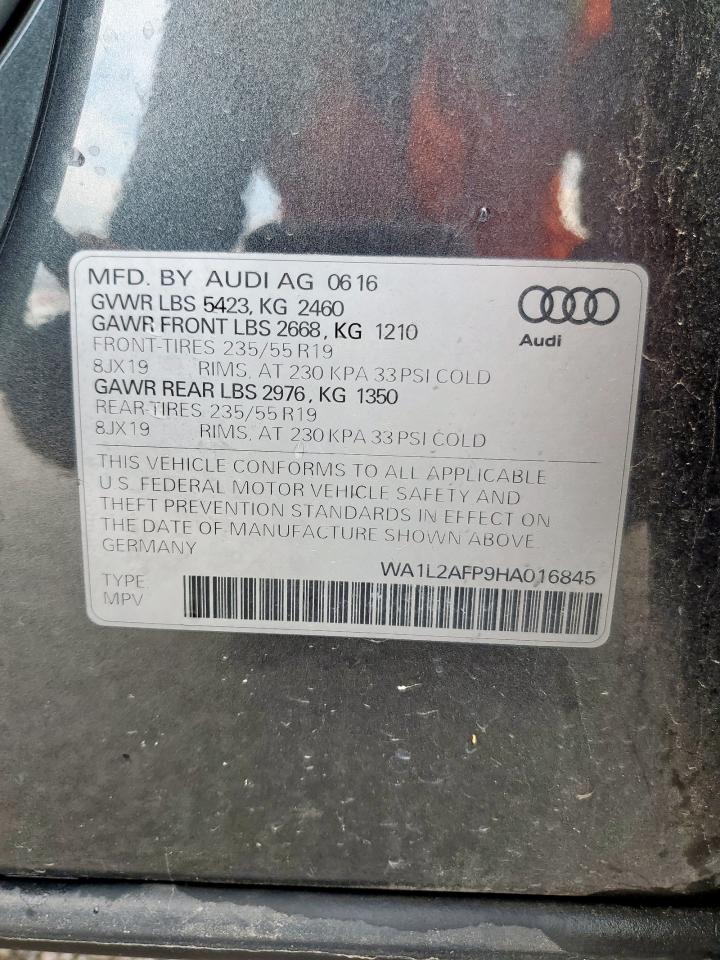 MFD. BY AUDI AG 0616
GVWR LBS 5423, KG 2460
GAWR FRONT LBS 2668, KG 1210
FRONT-TIRES 235/55 R19
8JX19 RIMS, AT 230 KPA 33 PSI COLD
GAWR REAR LBS 2976, KG 1350
REAR-TIRES 235/55 R19
8JX19 RIMS, AT 230 KPA 33 PSI COLD
Audi
THIS VEHICLE CONFORMS TO ALL APPLICABLE
U.S. FEDERAL MOTOR VEHICLE SAFETY AND
THEFT PREVENTION STANDARDS IN EFFECT ON
THE DATE OF MANUFACTURE SHOWN ABOVE.
GERMANY
WA1L2AFP9HA016845
TYPE:
MPV